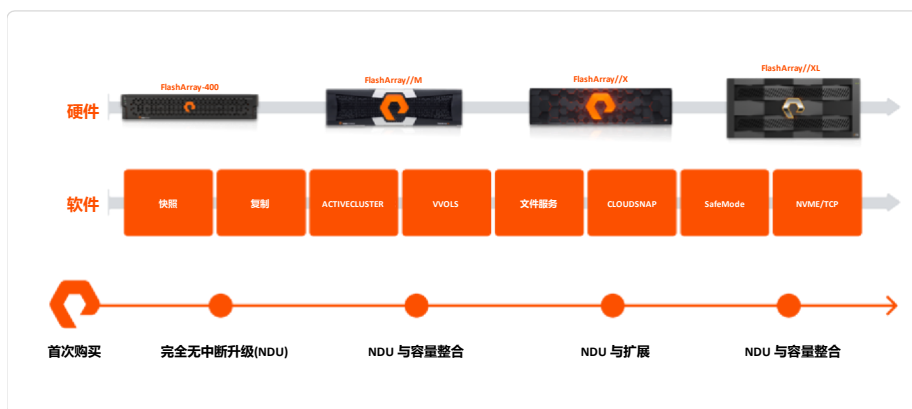 FlashArray-400
FlashArray//M
FlashArray//X
FlashArray//XL
硬件
软件
快照
复制
ACTIVECLUSTER
VVOLS
文件服务
CLOUDSNAP
SafeMode
NVME/TCP
首次购买
完全无中断升级(NDU)
NDU 与容量整合
NDU 与扩展
NDU 与容量整合